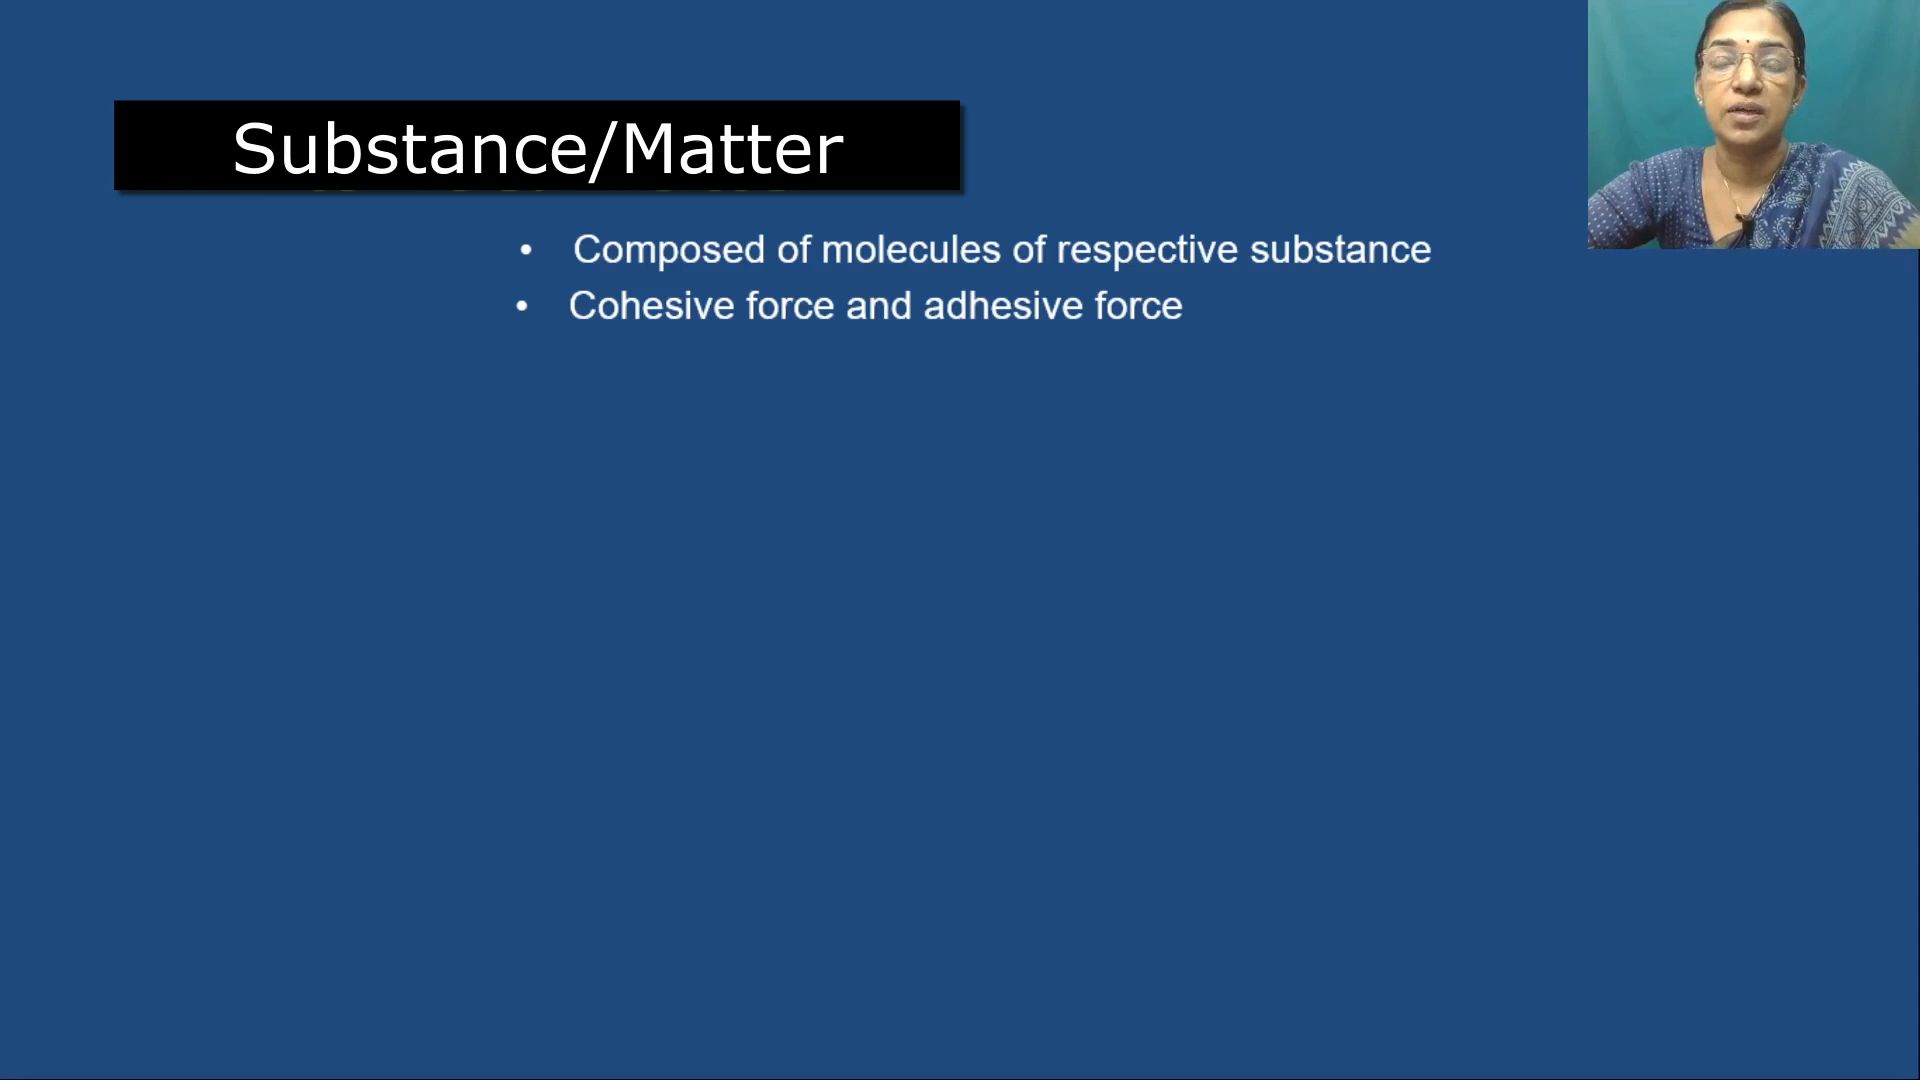 Substance/Matter
• Composed of molecules of respective substance
• Cohesive force and adhesive force